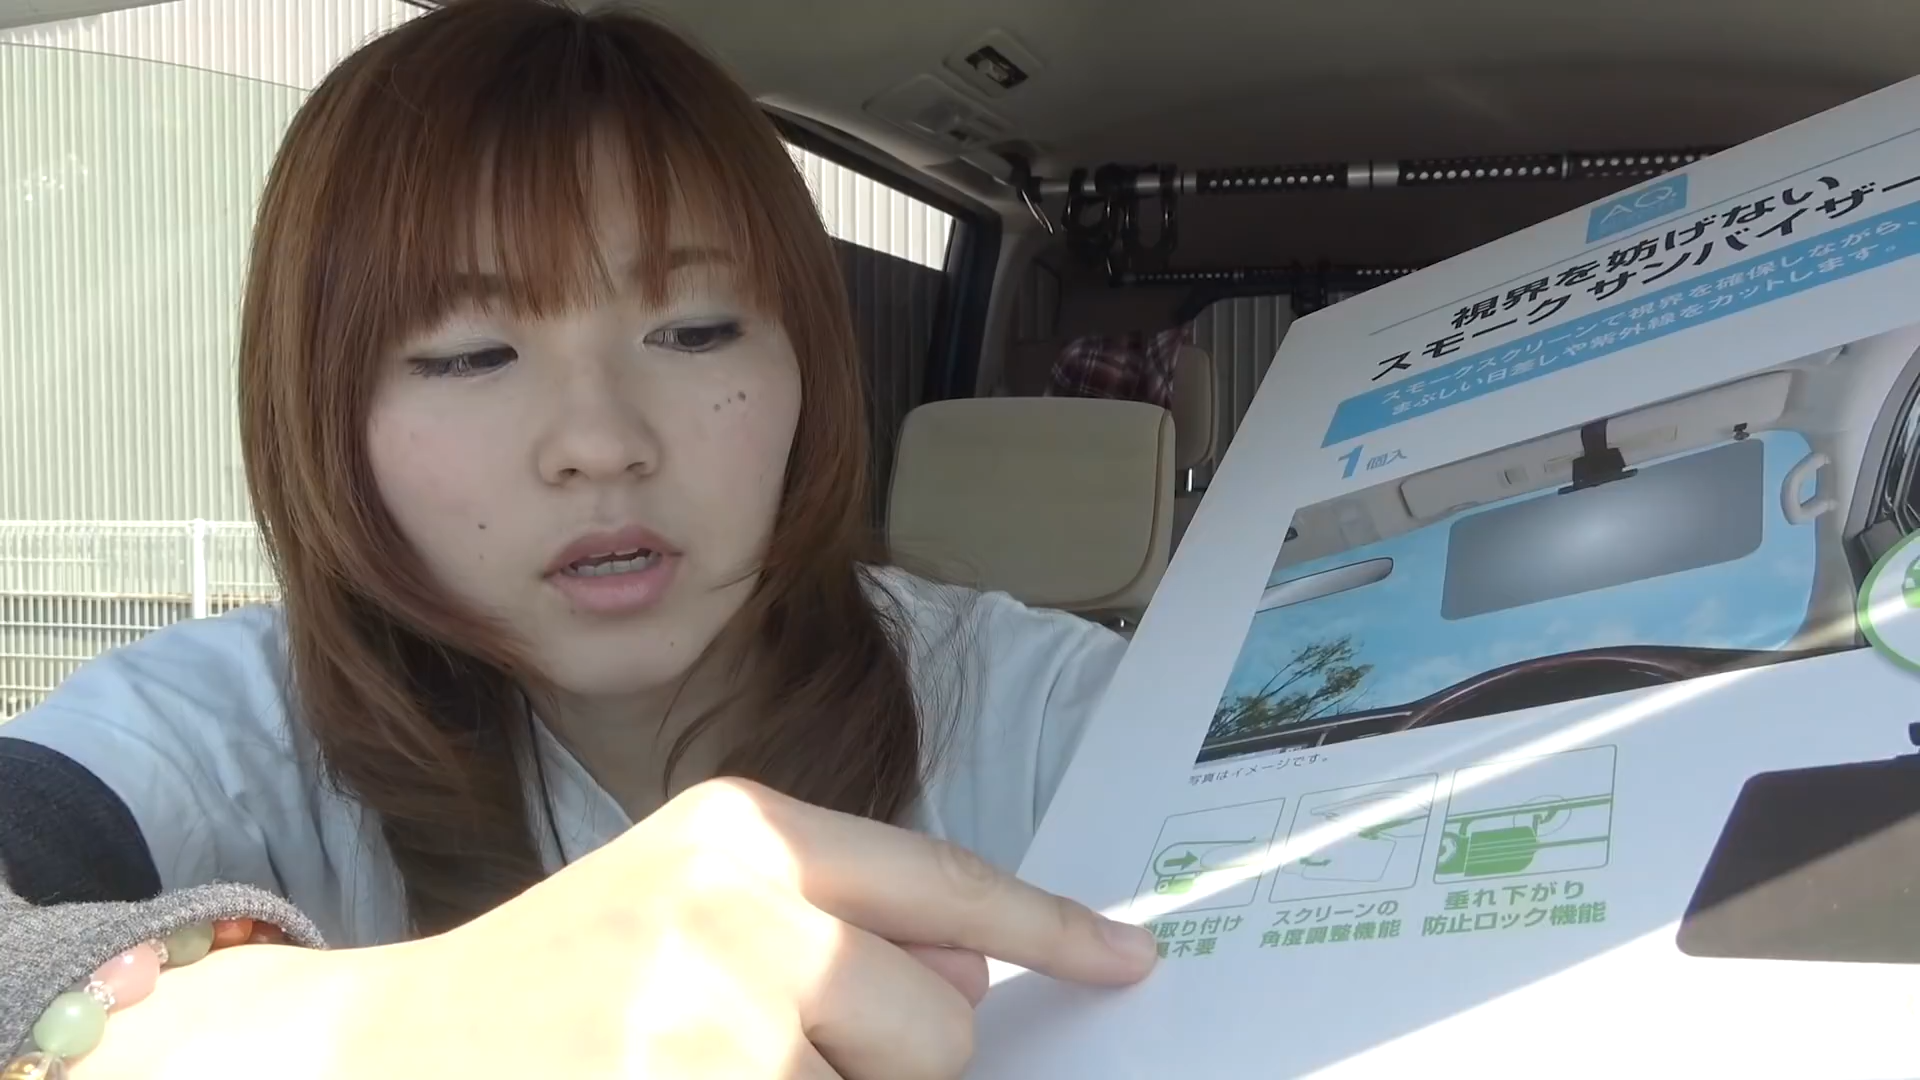 AQ
視界を妨げない
スモーク サンバイザー
スモークスクリーンで視界を確保しながら、
まぶしい日差しや紫外線をカットします。
1個入
写真はイメージです。
取り付け
不要
スクリーンの
角度調整機能
垂れ下がり
防止ロック機能